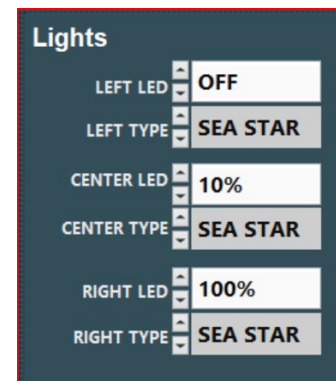 Lights
LEFT LED OFF
LEFT TYPE SEA STAR
CENTER LED 10%
CENTER TYPE SEA STAR
RIGHT LED 100%
RIGHT TYPE SEA STAR